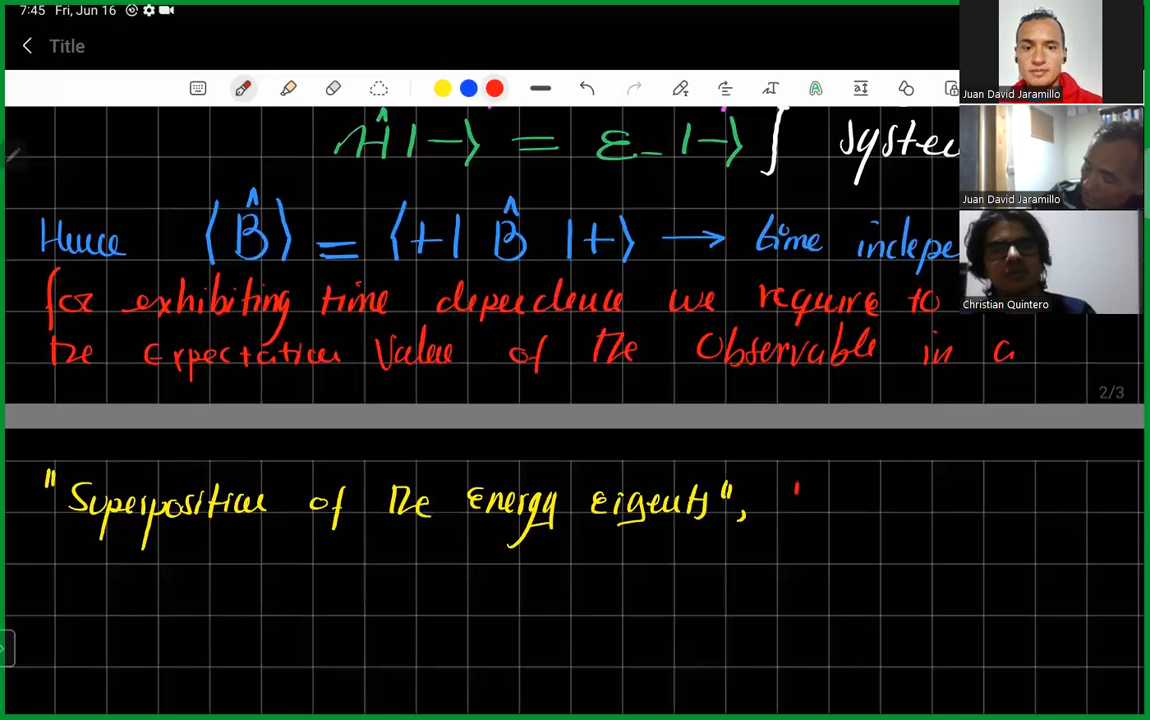 7:45 Fri, Jun 16
Title
Ĥ|−⟩ = ε₋ |−⟩ } system
Juan David Jaramillo
Juan David Jaramillo
Christian Quintero
Hence ⟨B̂⟩ = ⟨+| B̂ |+⟩ → time indepe
for exhibiting time dependence we require to
the Expectation Value of the Observable in a
2/3
"Superposition of the Energy eigents",